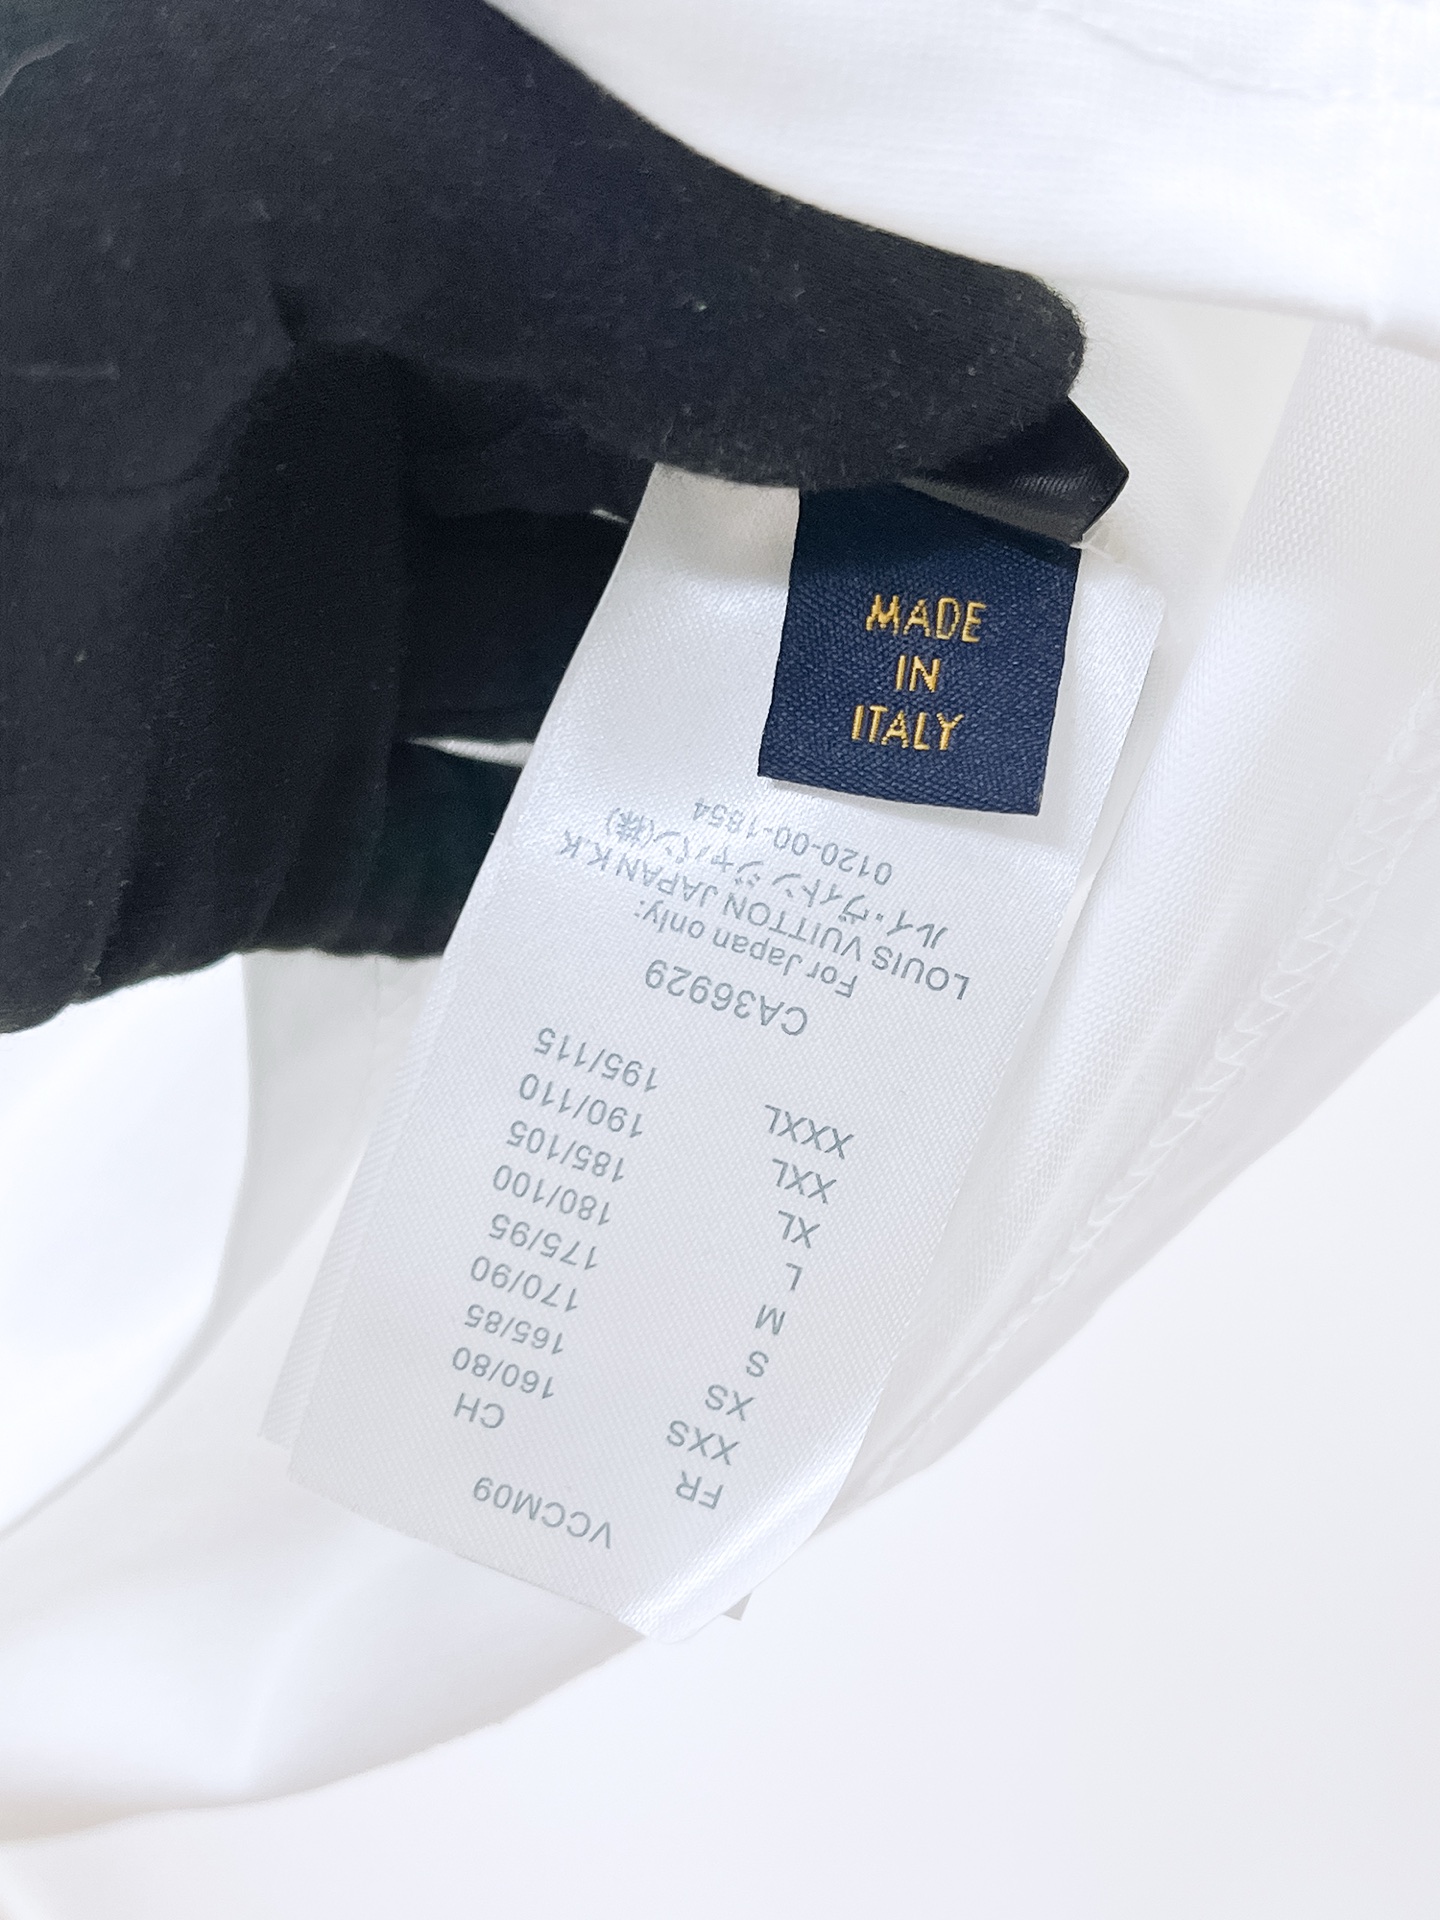 MADE
IN
ITALY
VCCM09
FR CH
XXS 160/80
XS 165/85
S 170/90
M 175/95
L 180/100
XL 185/105
XXL 190/110
XXXL 195/115
CA36929
For Japan only:
LOUIS VUITTON JAPAN K.K
ルイ・ヴィトン ジャパン(株)
0120-00-1854